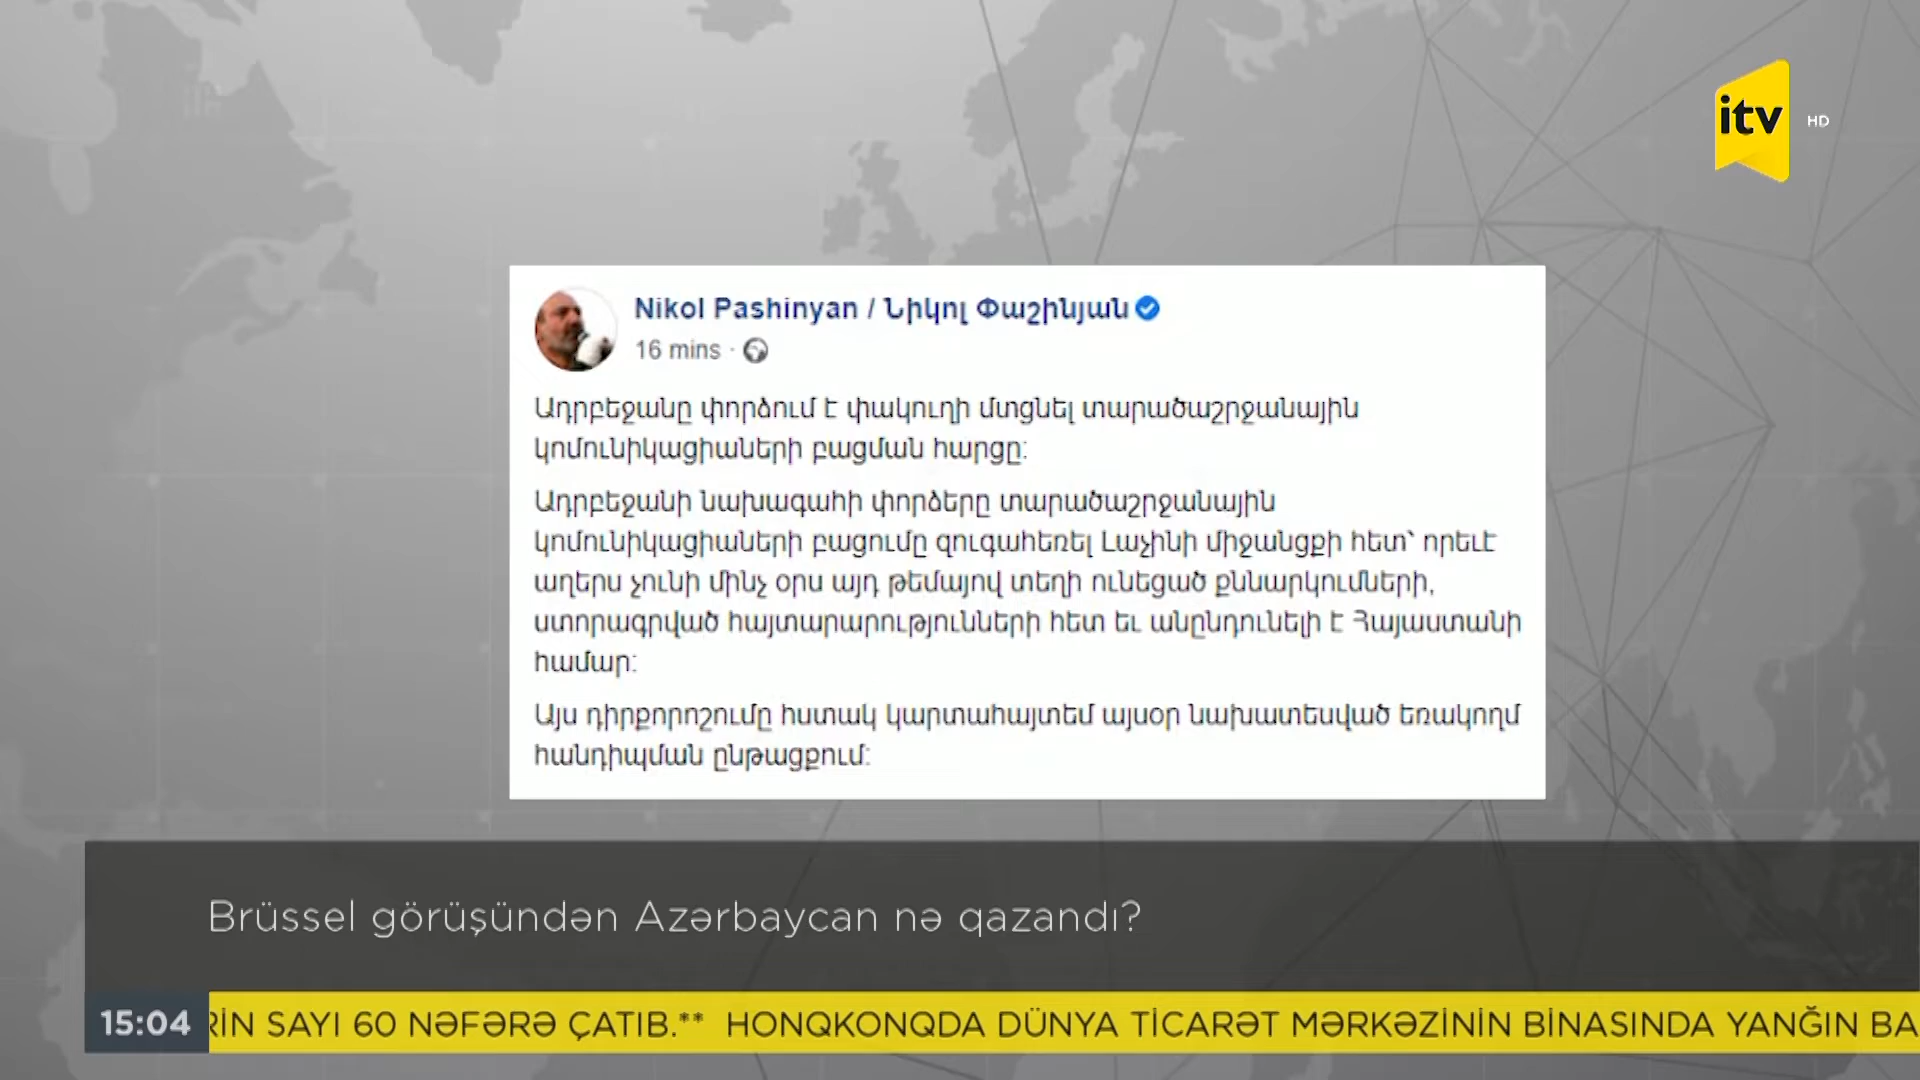 itv HD
Nikol Pashinyan / Նիկոլ Փաշինյան
16 mins ·
Ադրբեջանը փորձում է փակուղի մտցնել տարածաշրջանային
կոմունիկացիաների բացման հարցը:
Ադրբեջանի նախագահի փորձերը տարածաշրջանային
կոմունիկացիաների բացումը զուգահեռել Լաչինի միջանցքի հետ՝ որեւէ
աղերս չունի մինչ օրս այդ թեմայով տեղի ունեցած քննարկումների,
ստորագրված հայտարարությունների հետ եւ անընդունելի է Հայաստանի
համար:
Այս դիրքորոշումը հստակ կարտահայտեմ այսօր նախատեսված եռակողմ
հանդիպման ընթացքում:
Brüssel görüşündən Azərbaycan nə qazandı?
15:04 RİN SAYI 60 NƏFƏRƏ ÇATIB.** HONQKONQDA DÜNYA TİCARƏT MƏRKƏZİNİN BİNASINDA YANĞIN BA